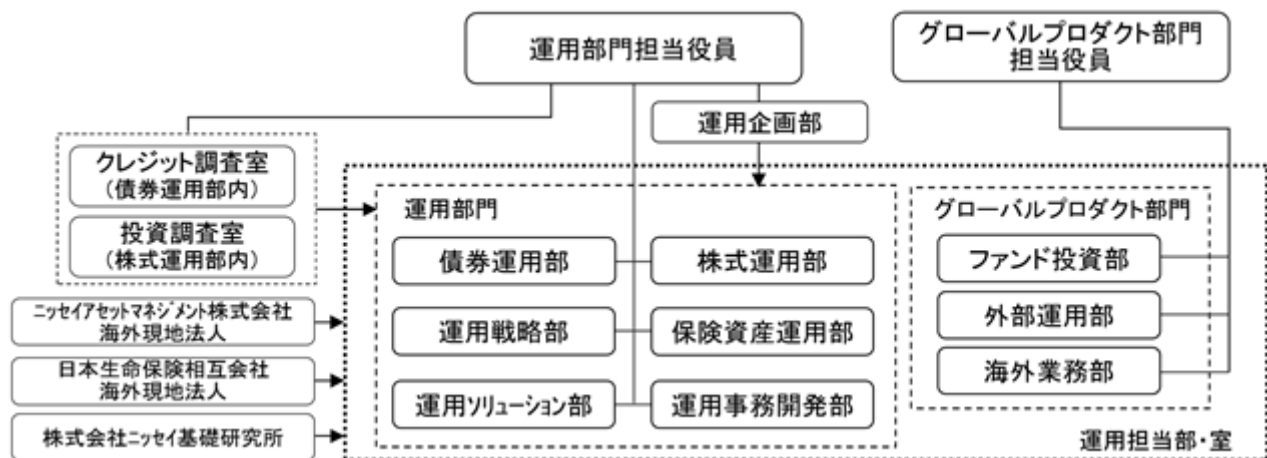 運用部門担当役員
グローバルプロダクト部門
担当役員
運用企画部
クレジット調査室
(債券運用部内)
投資調査室
(株式運用部内)
ニッセイアセットマネジメント株式会社
海外現地法人
日本生命保険相互会社
海外現地法人
株式会社ニッセイ基礎研究所
運用部門
債券運用部
株式運用部
運用戦略部
保険資産運用部
運用ソリューション部
運用事務開発部
グローバルプロダクト部門
ファンド投資部
外部運用部
海外業務部
運用担当部・室